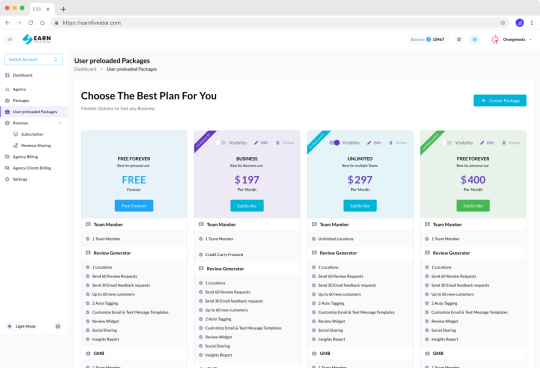 ESS
https://earnfivestar.com
EARN
Balance 10467
Orangetools
Switch Account
Dashboard
Agency
Packages
User preloaded Packages
Revenue
Subscription
Revenue Sharing
Agency Billing
Agency Clients Billing
Settings
Light Mode
User preloaded Packages
Dashboard > User preloaded Packages
Choose The Best Plan For You
Flexible Options to Suit any Business
+ Create Package
FREE FOREVER
Best for personal use
FREE
Forever
Free Forever
Team Member
1 Team Member
Review Generator
1 Locations
Send 60 Review Requests
Send 30 Email feedback requests
Up to 60 new customers
2 Auto Tagging
Customize Email & Text Message Templates
Review Widget
Social Sharing
Insights Report
GMB
Visibility Edit Delete
BUSINESS
Best for Business use
$197
Per Month
SubScribe
Team Member
1 Team Member
Credit Carry Froward
Review Generator
1 Locations
Send 60 Review Requests
Send 30 Email feedback requests
Up to 60 new customers
2 Auto Tagging
Customize Email & Text Message Templates
Review Widget
Social Sharing
Insights Report
Visibility Edit Delete
UNLIMITED
Best for multiple Teams
$297
Per Month
SubScribe
Team Member
Unlimited Locations
Review Generator
1 Locations
Send 60 Review Requests
Send 30 Email feedback requests
Up to 60 new customers
2 Auto Tagging
Customize Email & Text Message Templates
Review Widget
Social Sharing
Insights Report
GMB
Visibility Edit Delete
FREE FOREVER
Best for personal use
$400
Per Month
SubScribe
Team Member
1 Team Member
Review Generator
1 Locations
Send 60 Review Requests
Send 30 Email feedback requests
Up to 60 new customers
2 Auto Tagging
Customize Email & Text Message Templates
Review Widget
Social Sharing
Insights Report
GMB